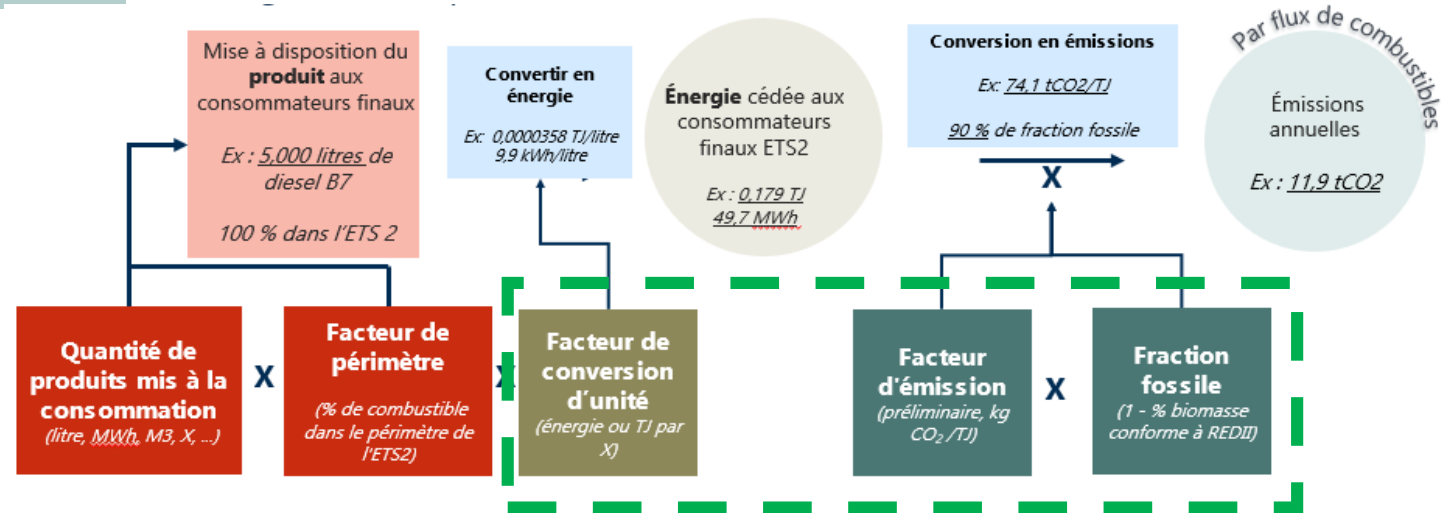 Mise à disposition du
produit aux
consommateurs finaux
Ex : 5,000 litres de
diesel B7
100 % dans l'ETS 2
Convertir en
énergie
Ex: 0,0000358 TJ/litre
9,9 kWh/litre
Énergie cédée aux
consommateurs
finaux ETS2
Ex : 0,179 TJ
49,7 MWh
Conversion en émissions
Ex: 74,1 tCO2/TJ
90 % de fraction fossile
X
Par flux de combustibles
Émissions
annuelles
Ex : 11,9 tCO2
Quantité de
produits mis à la
consommation
(litre, MWh, M3, X, ...)
X
Facteur de
périmètre
(% de combustible
dans le périmètre de
l'ETS2)
X
Facteur de
conversion
d´unité
(énergie ou TJ par
X)
Facteur
d'émission
(préliminaire, kg
CO₂ /TJ)
X
Fraction
fossile
(1 - % biomasse
conforme à REDII)